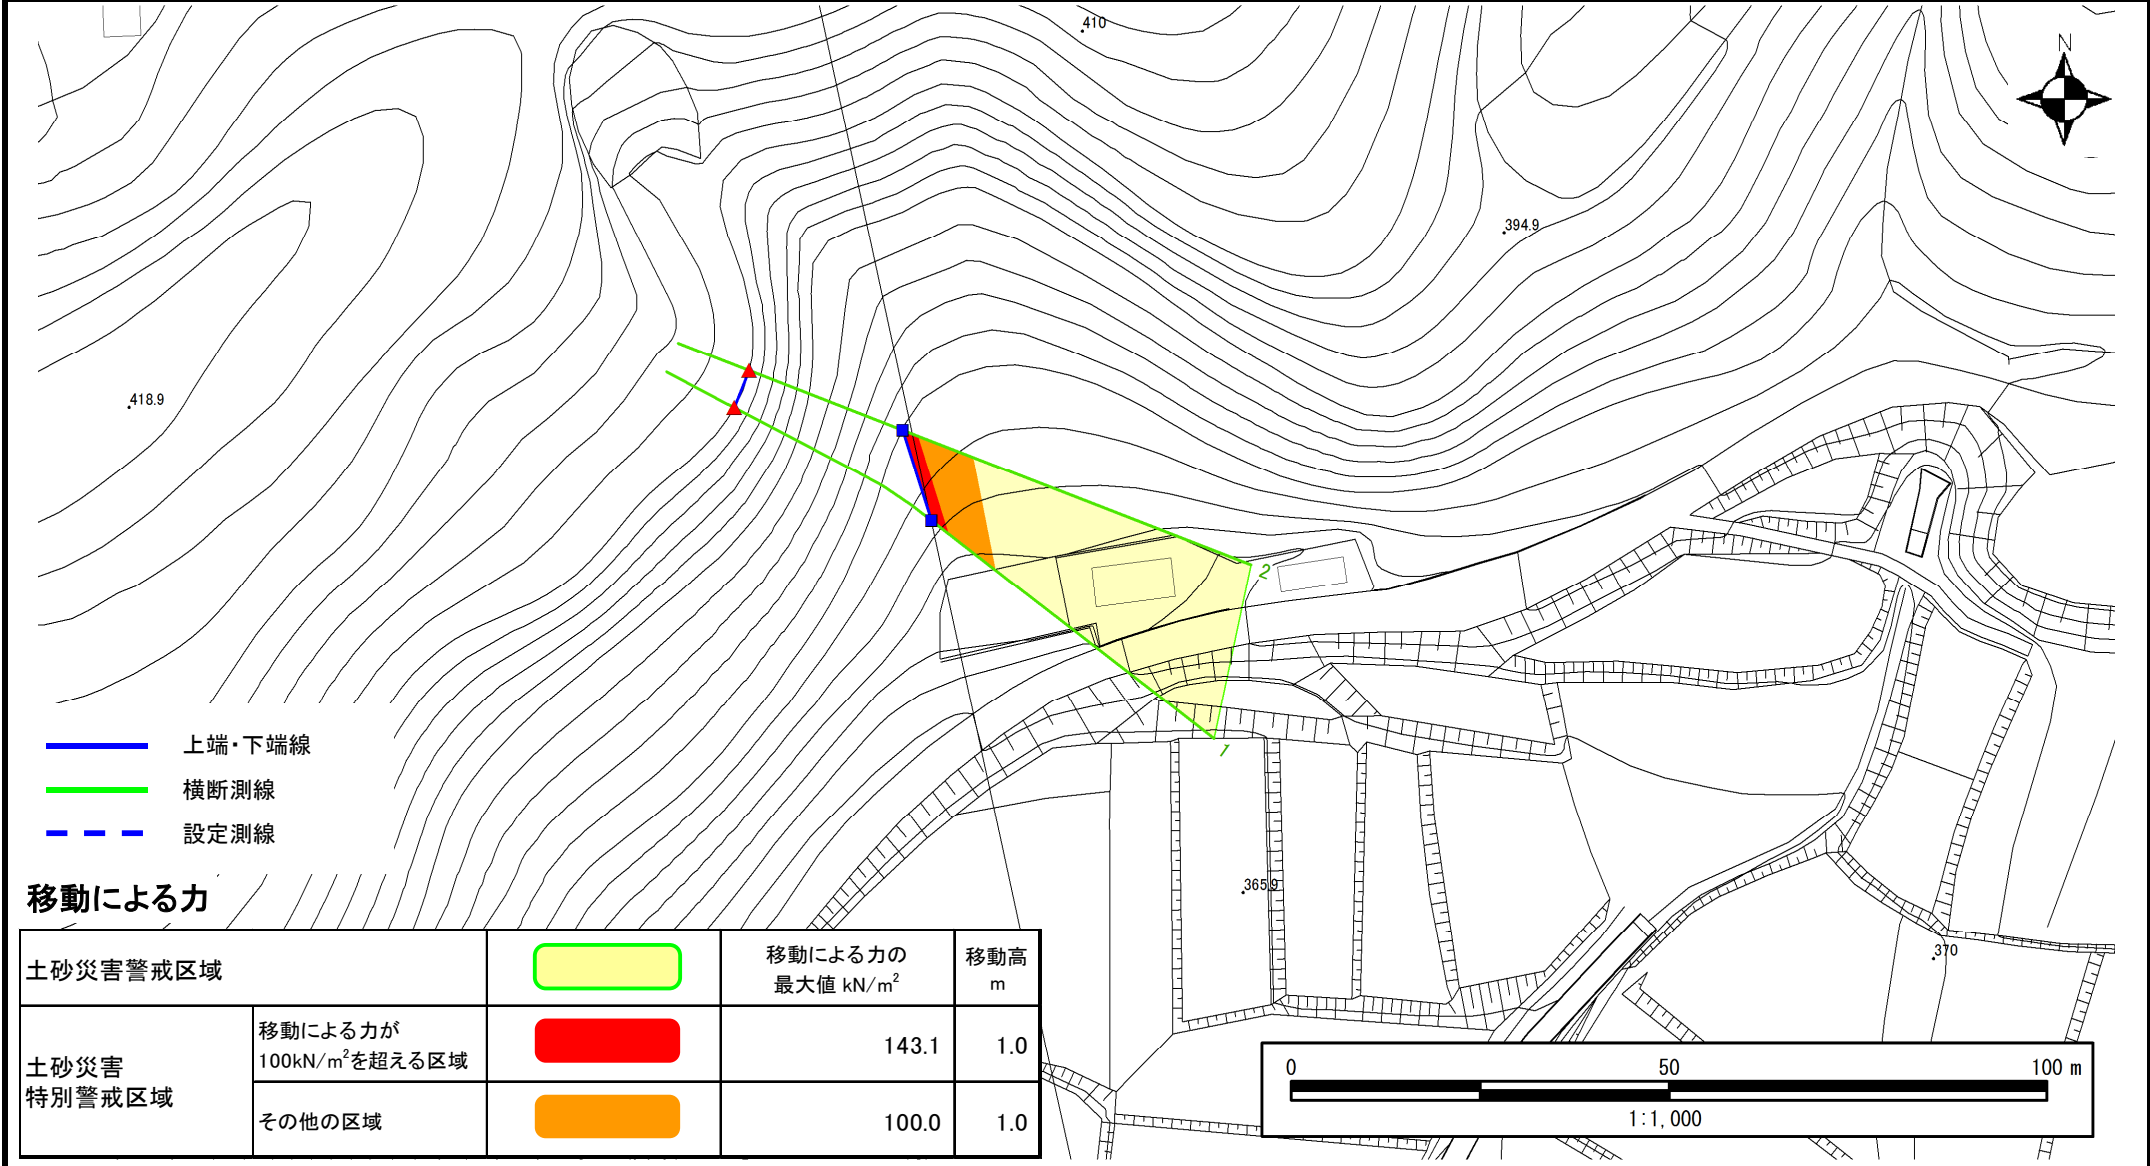 410
N
394.9
418.9
2
1
上端・下端線
横断測線
設定測線
365.9
370
移動による力
土砂災害警戒区域
移動による力の
最大値 kN/m²
移動高
m
土砂災害
特別警戒区域
移動による力が
100kN/m²を超える区域
143.1
1.0
その他の区域
100.0
1.0
0
50
100 m
1:1,000